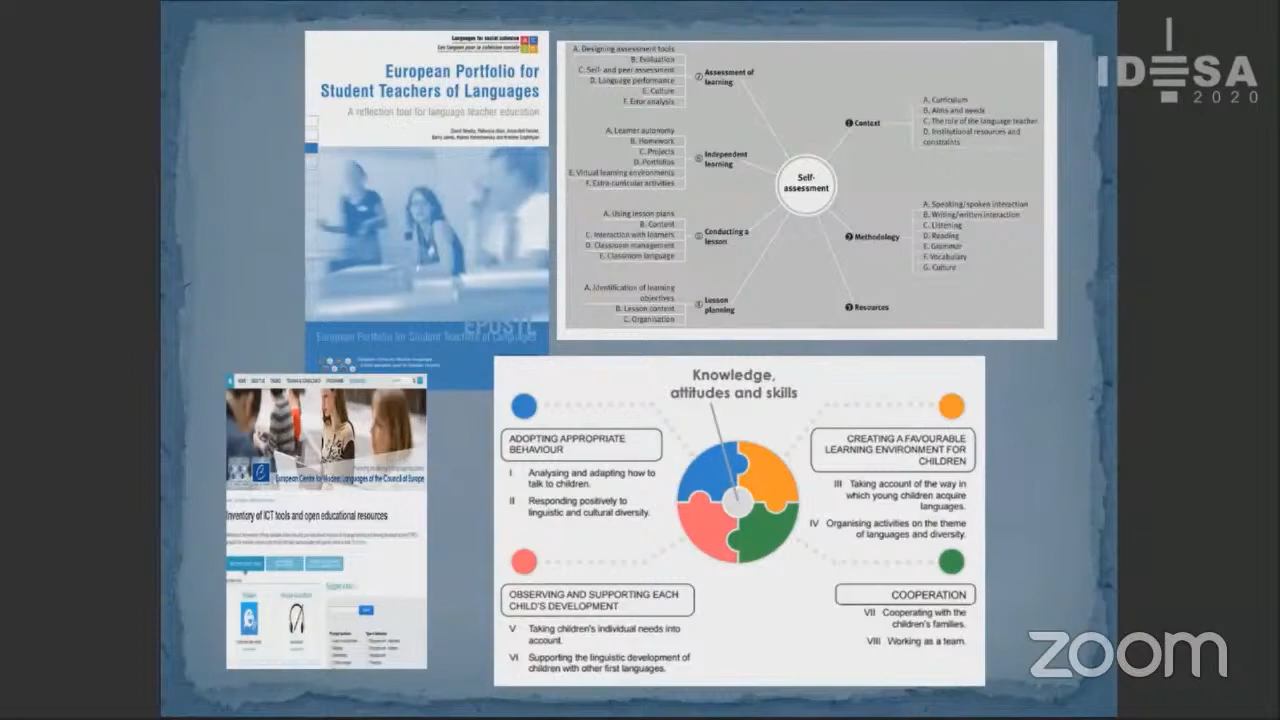 Languages for social cohesion
Les langues pour la cohésion sociale
European Portfolio for
Student Teachers of Languages
A reflection tool for language teacher education
EPOSTL
European Portfolio for Student Teachers of Languages
A. Designing assessment tools
B. Evaluation
C. Self- and peer assessment
D. Language performance
E. Culture
F. Error analysis
7 Assessment of
learning
A. Learner autonomy
B. Homework
C. Projects
D. Portfolios
E. Virtual learning environments
F. Extra-curricular activities
6 Independent
learning
A. Using lesson plans
B. Content
C. Interaction with learners
D. Classroom management
E. Classroom language
5 Conducting a
lesson
A. Identification of learning
objectives
B. Lesson content
C. Organisation
4 Lesson
planning
Self-
assessment
1 Context
A. Curriculum
B. Aims and needs
C. The role of the language teacher
D. Institutional resources and
constraints
2 Methodology
A. Speaking/spoken interaction
B. Writing/written interaction
C. Listening
D. Reading
E. Grammar
F. Vocabulary
G. Culture
3 Resources
IDESA
2020
European Centre for Modern Languages of the Council of Europe
Inventory of ICT tools and open educational resources
Knowledge,
attitudes and skills
ADOPTING APPROPRIATE
BEHAVIOUR
I Analysing and adapting how to
talk to children.
II Responding positively to
linguistic and cultural diversity.
CREATING A FAVOURABLE
LEARNING ENVIRONMENT FOR
CHILDREN
III Taking account of the way in
which young children acquire
languages.
IV Organising activities on the theme
of languages and diversity.
OBSERVING AND SUPPORTING EACH
CHILD'S DEVELOPMENT
V Taking children's individual needs into
account.
VI Supporting the linguistic development of
children with other first languages.
COOPERATION
VII Cooperating with the
children's families.
VIII Working as a team.
zoom